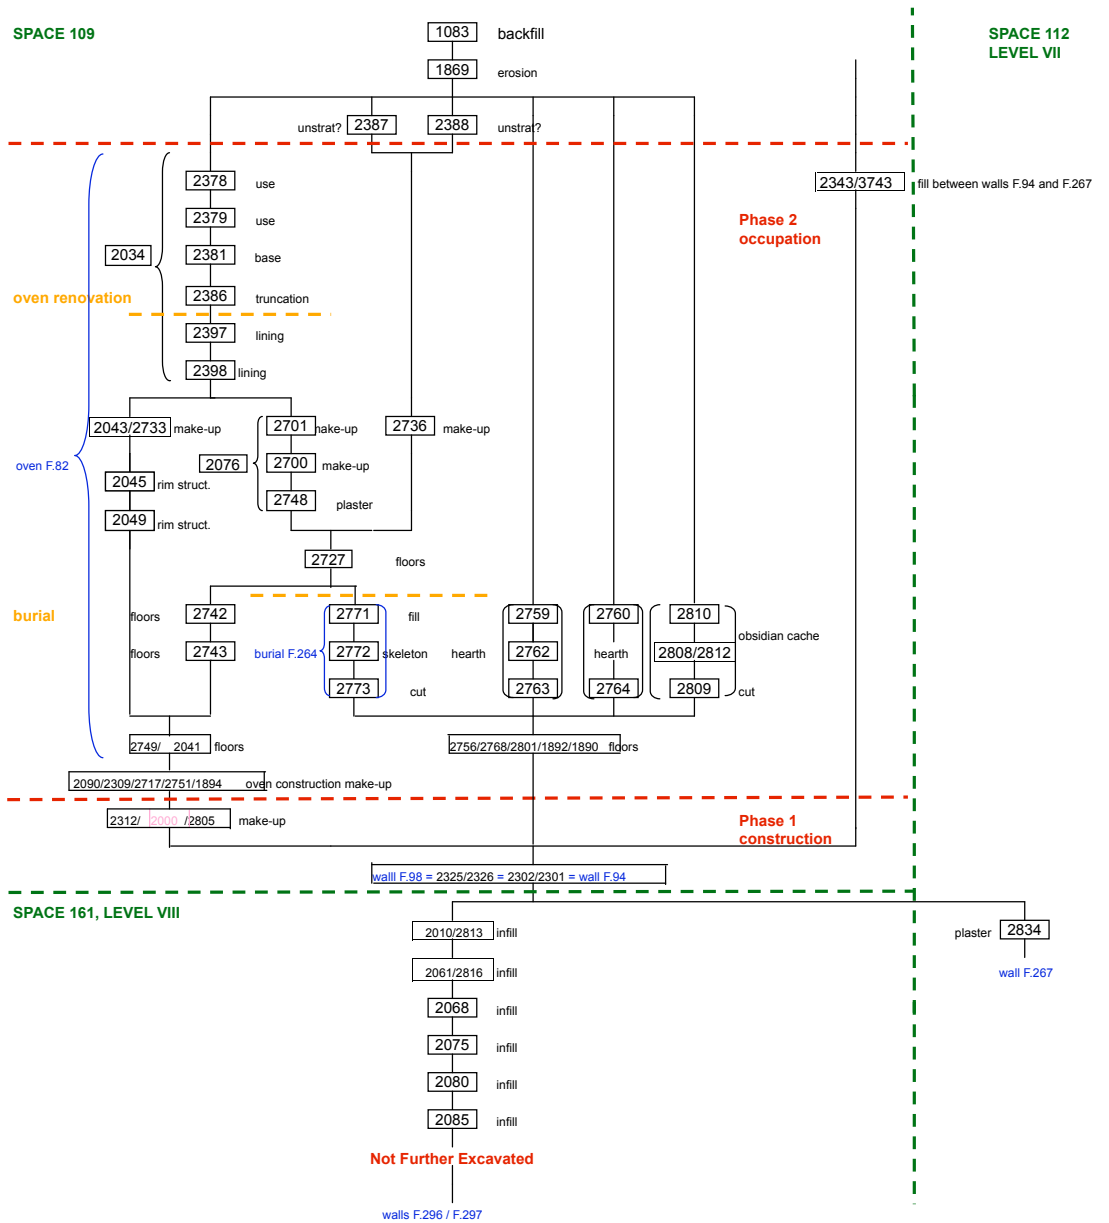 SPACE 109
1083 backfill
SPACE 112
LEVEL VII
1869 erosion
unstrat? 2387 2388 unstrat?
2378 use
2343/3743 fill between walls F.94 and F.267
2379 use
Phase 2
occupation
2034 2381 base
oven renovation 2386 truncation
2397 lining
2398 lining
2043/2733 make-up 2701 make-up 2736 make-up
oven F.82 2076 2700 make-up
2045 rim struct.
2748 plaster
2049 rim struct.
2727 floors
burial floors 2742 2771 fill 2759 2760 2810
obsidian cache
floors 2743 burial F.264 2772 skeleton hearth 2762 hearth 2808/2812
2773 cut 2763 2764 2809 cut
2749/ 2041 floors 2756/2768/2801/1892/1890 floors
2090/2309/2717/2751/1894 oven construction make-up
2312/ 2000 /2805 make-up
Phase 1
construction
walll F.98 = 2325/2326 = 2302/2301 = wall F.94
SPACE 161, LEVEL VIII
2010/2813 infill plaster 2834
2061/2816 infill wall F.267
2068 infill
2075 infill
2080 infill
2085 infill
Not Further Excavated
walls F.296 / F.297